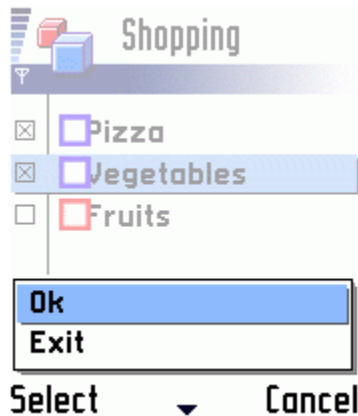 Shopping
Pizza
Vegetables
Fruits
Ok
Exit
Select Cancel